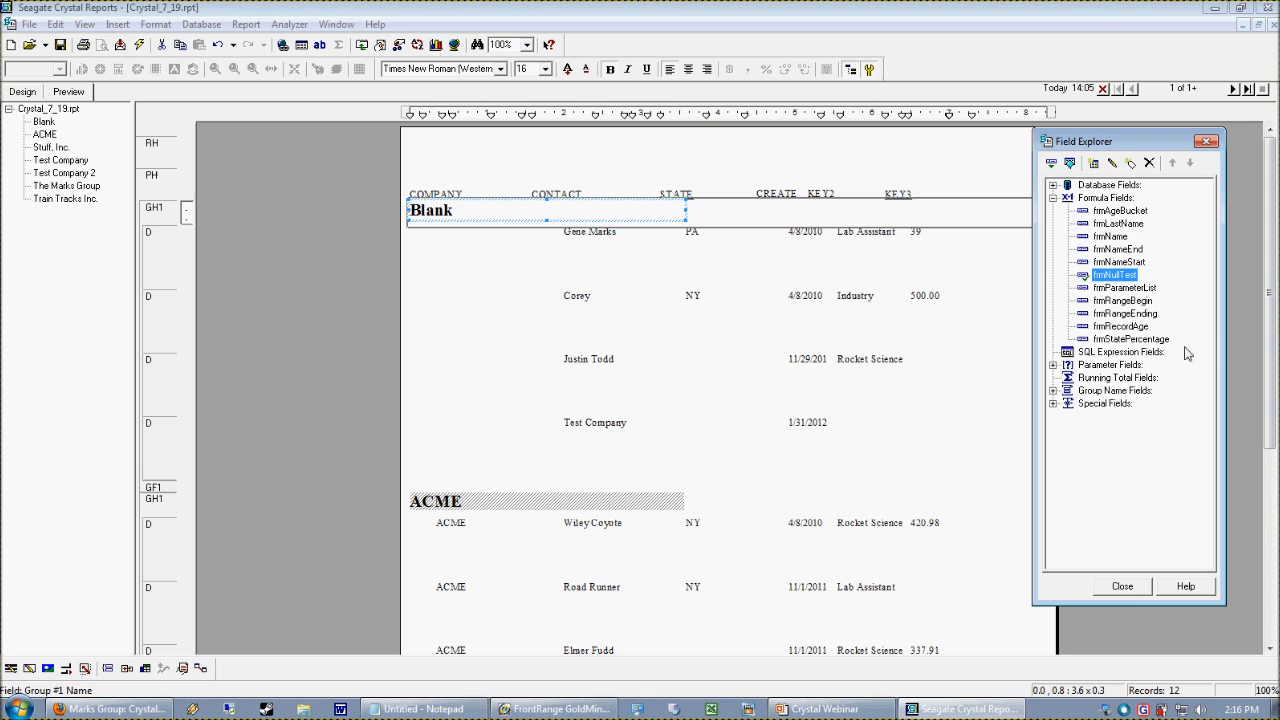 Seagate Crystal Reports - [Crystal_7_19.rpt]
File Edit View Insert Format Database Report Analyzer Window Help
100%
Times New Roman (Western 16 B I U $ %
Design Preview Today 14:05 1 of 1+
Crystal_7_19.rpt
Blank
ACME
Stuff, Inc.
Test Company
Test Company 2
The Marks Group
Train Tracks Inc.
1 2 3 4 5 6 7 8
RH
PH
GH1
D
D
D
D
GF1
GH1
D
D
D
COMPANY CONTACT STATE CREATE KEY2 KEY3
Blank
Gene Marks PA 4/8/2010 Lab Assistant 39
Corey NY 4/8/2010 Industry 500.00
Justin Todd 11/29/201 Rocket Science
Test Company 1/31/2012
ACME
ACME Wiley Coyote NY 4/8/2010 Rocket Science 420.98
ACME Road Runner NY 11/1/2011 Lab Assistant
ACME Elmer Fudd 11/1/2011 Rocket Science 337.91
Field Explorer
Database Fields:
Formula Fields:
frmAgeBucket
frmLastName
frmName
frmNameEnd
frmNameStart
frmNullTest
frmParameterList
frmRangeBegin
frmRangeEnding
frmRecordAge
frmStatePercentage
SQL Expression Fields:
Parameter Fields:
Running Total Fields:
Group Name Fields:
Special Fields:
Close Help
Field: Group #1 Name 0.0 , 0.8 : 3.6 x 0.3 Records: 12 100%
Marks Group: Crystal... Untitled - Notepad FrontRange GoldMin... Crystal Webinar Seagate Crystal Repo... 2:16 PM